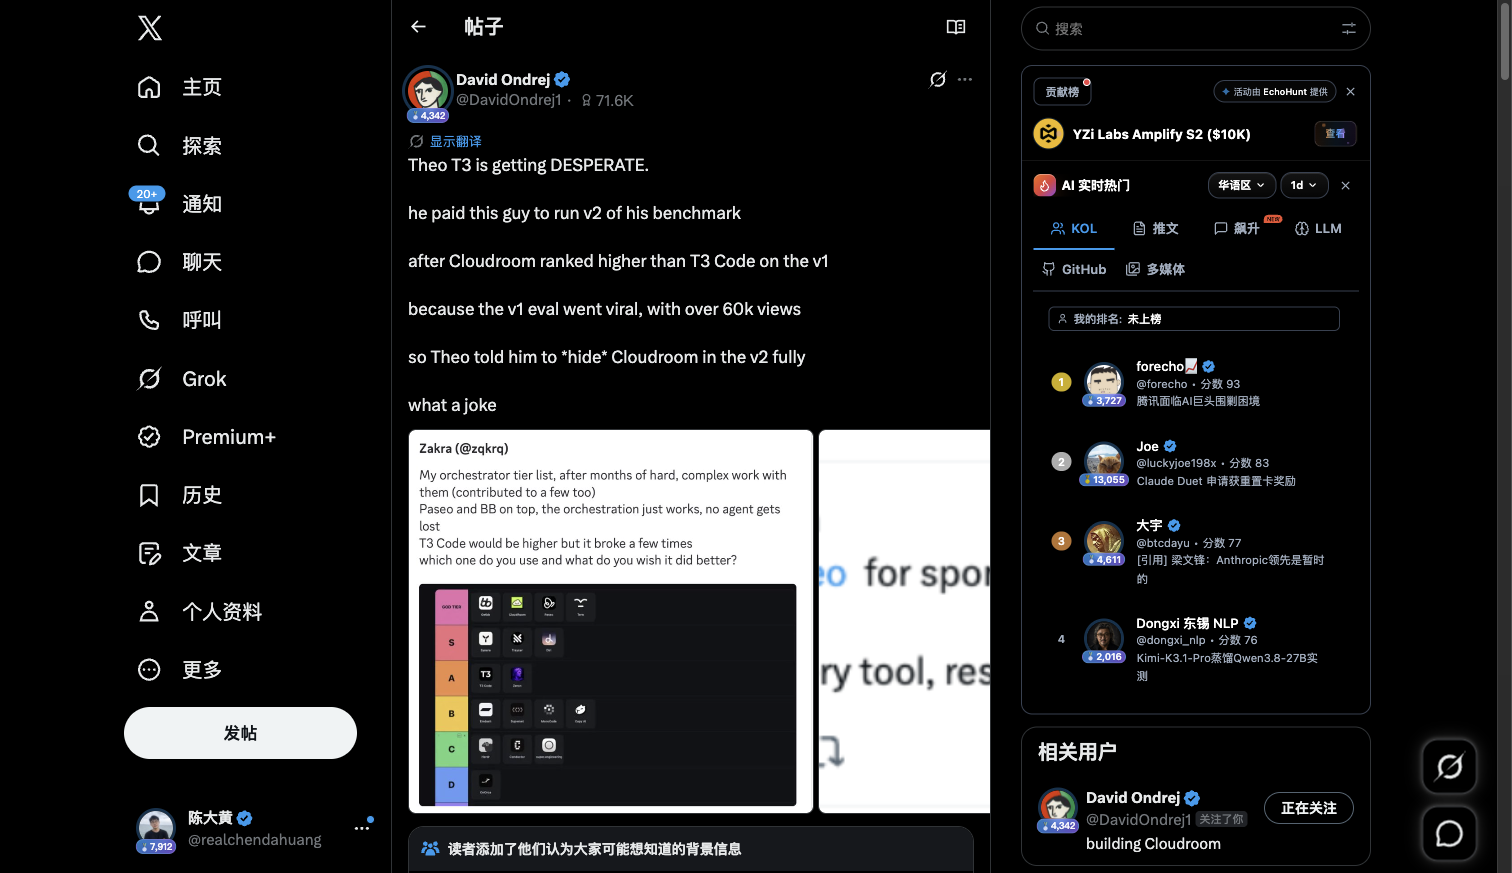 主页
探索
20+
通知
聊天
呼叫
Grok
Premium+
历史
文章
个人资料
更多
发帖
陈大黄
7,912
@realchendahuang
帖子
David Ondrej
@DavidOndrej1 · 71.6K
4,342
显示翻译
Theo T3 is getting DESPERATE.
he paid this guy to run v2 of his benchmark
after Cloudroom ranked higher than T3 Code on the v1
because the v1 eval went viral, with over 60k views
so Theo told him to *hide* Cloudroom in the v2 fully
what a joke
Zakra (@zqkrq)
My orchestrator tier list, after months of hard, complex work with
them (contributed to a few too)
Paseo and BB on top, the orchestration just works, no agent gets
lost
T3 Code would be higher but it broke a few times
which one do you use and what do you wish it did better?
GOD TIER
S
A
T3
T3 Code
B
C
D
eo for spor
ry tool, res
读者添加了他们认为大家可能想知道的背景信息
搜索
贡献榜
活动由 EchoHunt 提供
YZi Labs Amplify S2 ($10K)
查看
AI 实时热门
华语区
1d
KOL
推文
飙升
NEW
LLM
GitHub
多媒体
我的排名: 未上榜
1
forecho
@forecho · 分数 93
3,727
腾讯面临AI巨头围剿困境
2
Joe
@luckyjoe198x · 分数 83
13,055
Claude Duet 申请获重置卡奖励
3
大宇
@btcdayu · 分数 77
4,611
[引用] 梁文锋：Anthropic领先是暂时
的
4
Dongxi 东锡 NLP
@dongxi_nlp · 分数 76
2,016
Kimi-K3.1-Pro蒸馏Qwen3.8-27B实
测
相关用户
David Ondrej
@DavidOndrej1 关注了你
4,342
正在关注
building Cloudroom